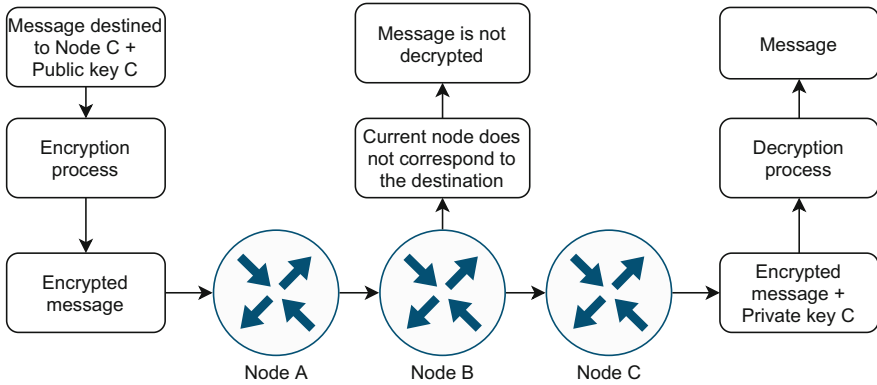 Message destined
to Node C +
Public key C
Encryption
process
Encrypted
message
Node A
Message is not
decrypted
Current node does
not correspond to
the destination
Node B
Node C
Message
Decryption
process
Encrypted
message +
Private key C